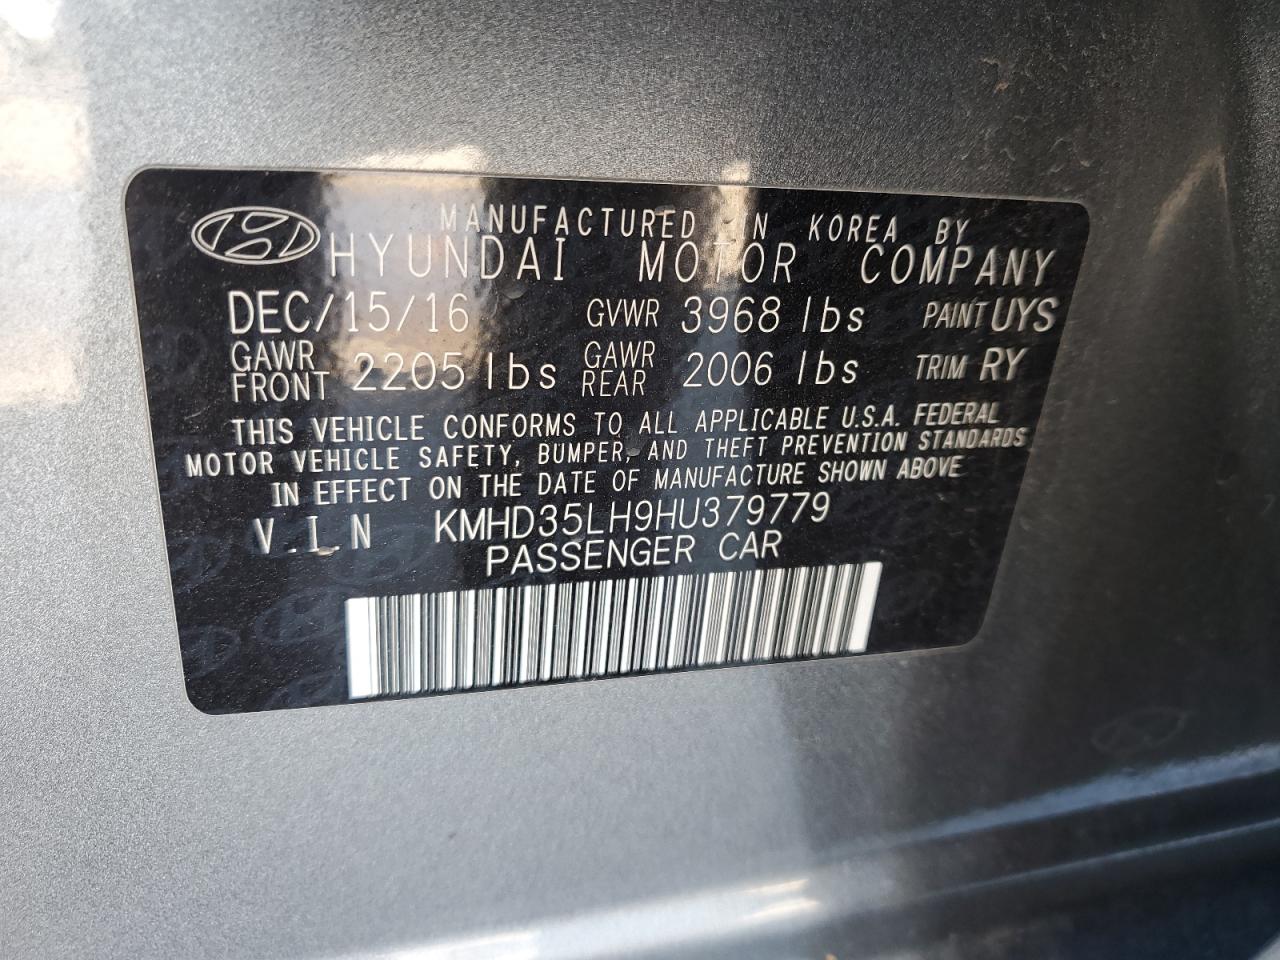 MANUFACTURED IN KOREA BY
HYUNDAI MOTOR COMPANY
DEC/15/16 GVWR 3968 lbs PAINT UYS
GAWR FRONT 2205 lbs GAWR REAR 2006 lbs TRIM RY
THIS VEHICLE CONFORMS TO ALL APPLICABLE U.S.A. FEDERAL
MOTOR VEHICLE SAFETY, BUMPER, AND THEFT PREVENTION STANDARDS
IN EFFECT ON THE DATE OF MANUFACTURE SHOWN ABOVE
V.I.N KMHD35LH9HU379779
PASSENGER CAR